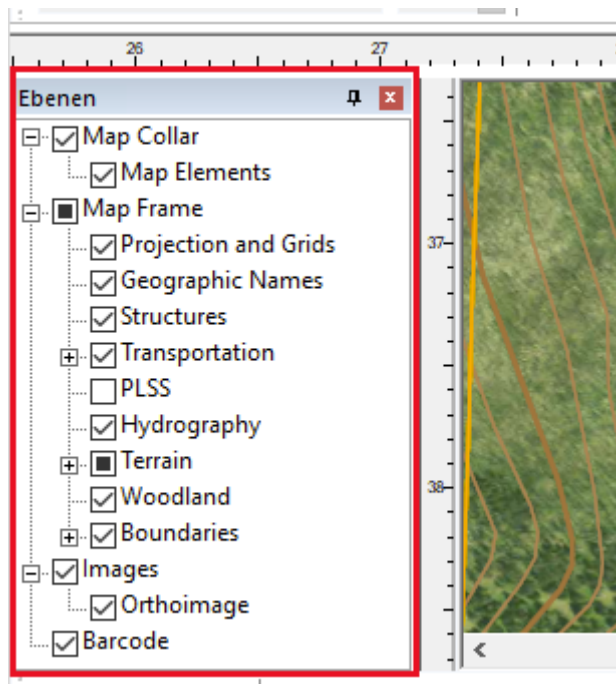 26
27
Ebenen
Map Collar
Map Elements
Map Frame
Projection and Grids
37
Geographic Names
Structures
Transportation
PLSS
Hydrography
Terrain
38
Woodland
Boundaries
Images
Orthoimage
Barcode